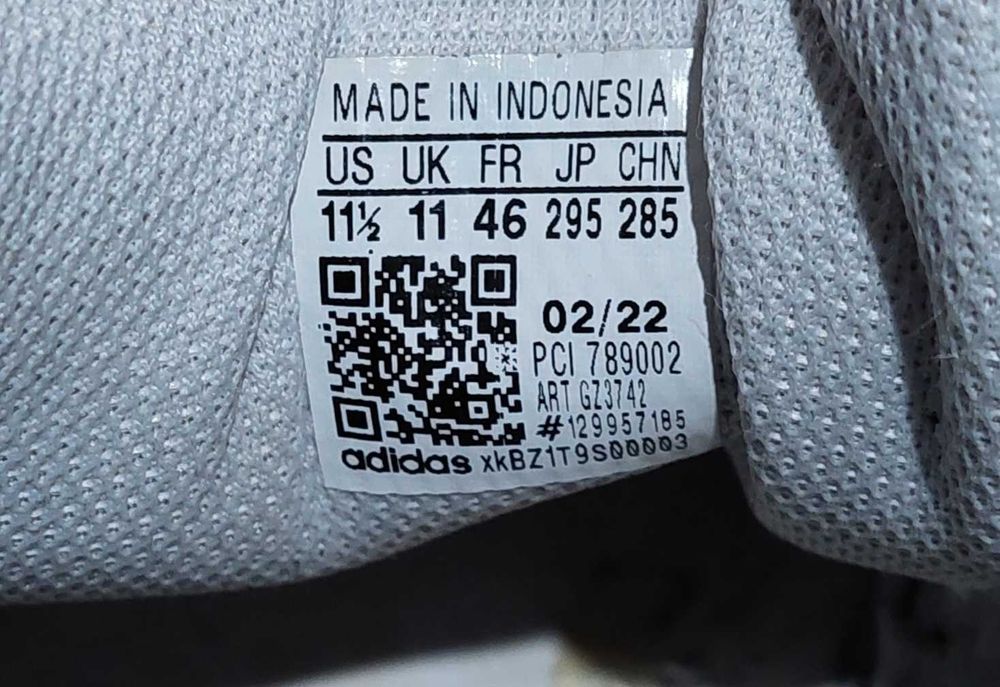 MADE IN INDONESIA
US UK FR JP CHN
11½ 11 46 295 285
02/22
PCI 789002
ART GZ3742
#129957185
adidas xkBZ1T9S00003